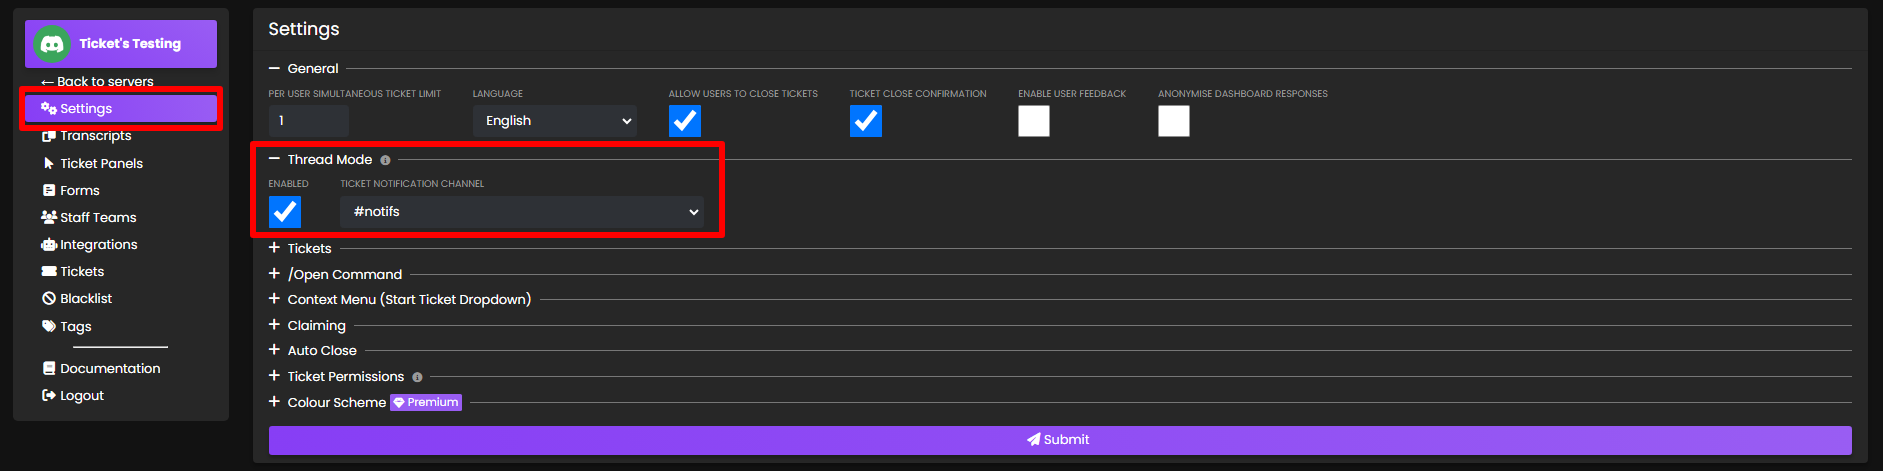 Ticket's Testing
← Back to servers
Settings
Transcripts
Ticket Panels
Forms
Staff Teams
Integrations
Tickets
Blacklist
Tags
Documentation
Logout
Settings
General
PER USER SIMULTANEOUS TICKET LIMIT
1
LANGUAGE
English
ALLOW USERS TO CLOSE TICKETS
TICKET CLOSE CONFIRMATION
ENABLE USER FEEDBACK
ANONYMISE DASHBOARD RESPONSES
Thread Mode
ENABLED
TICKET NOTIFICATION CHANNEL
#notifs
Tickets
/Open Command
Context Menu (Start Ticket Dropdown)
Claiming
Auto Close
Ticket Permissions
Colour Scheme Premium
Submit